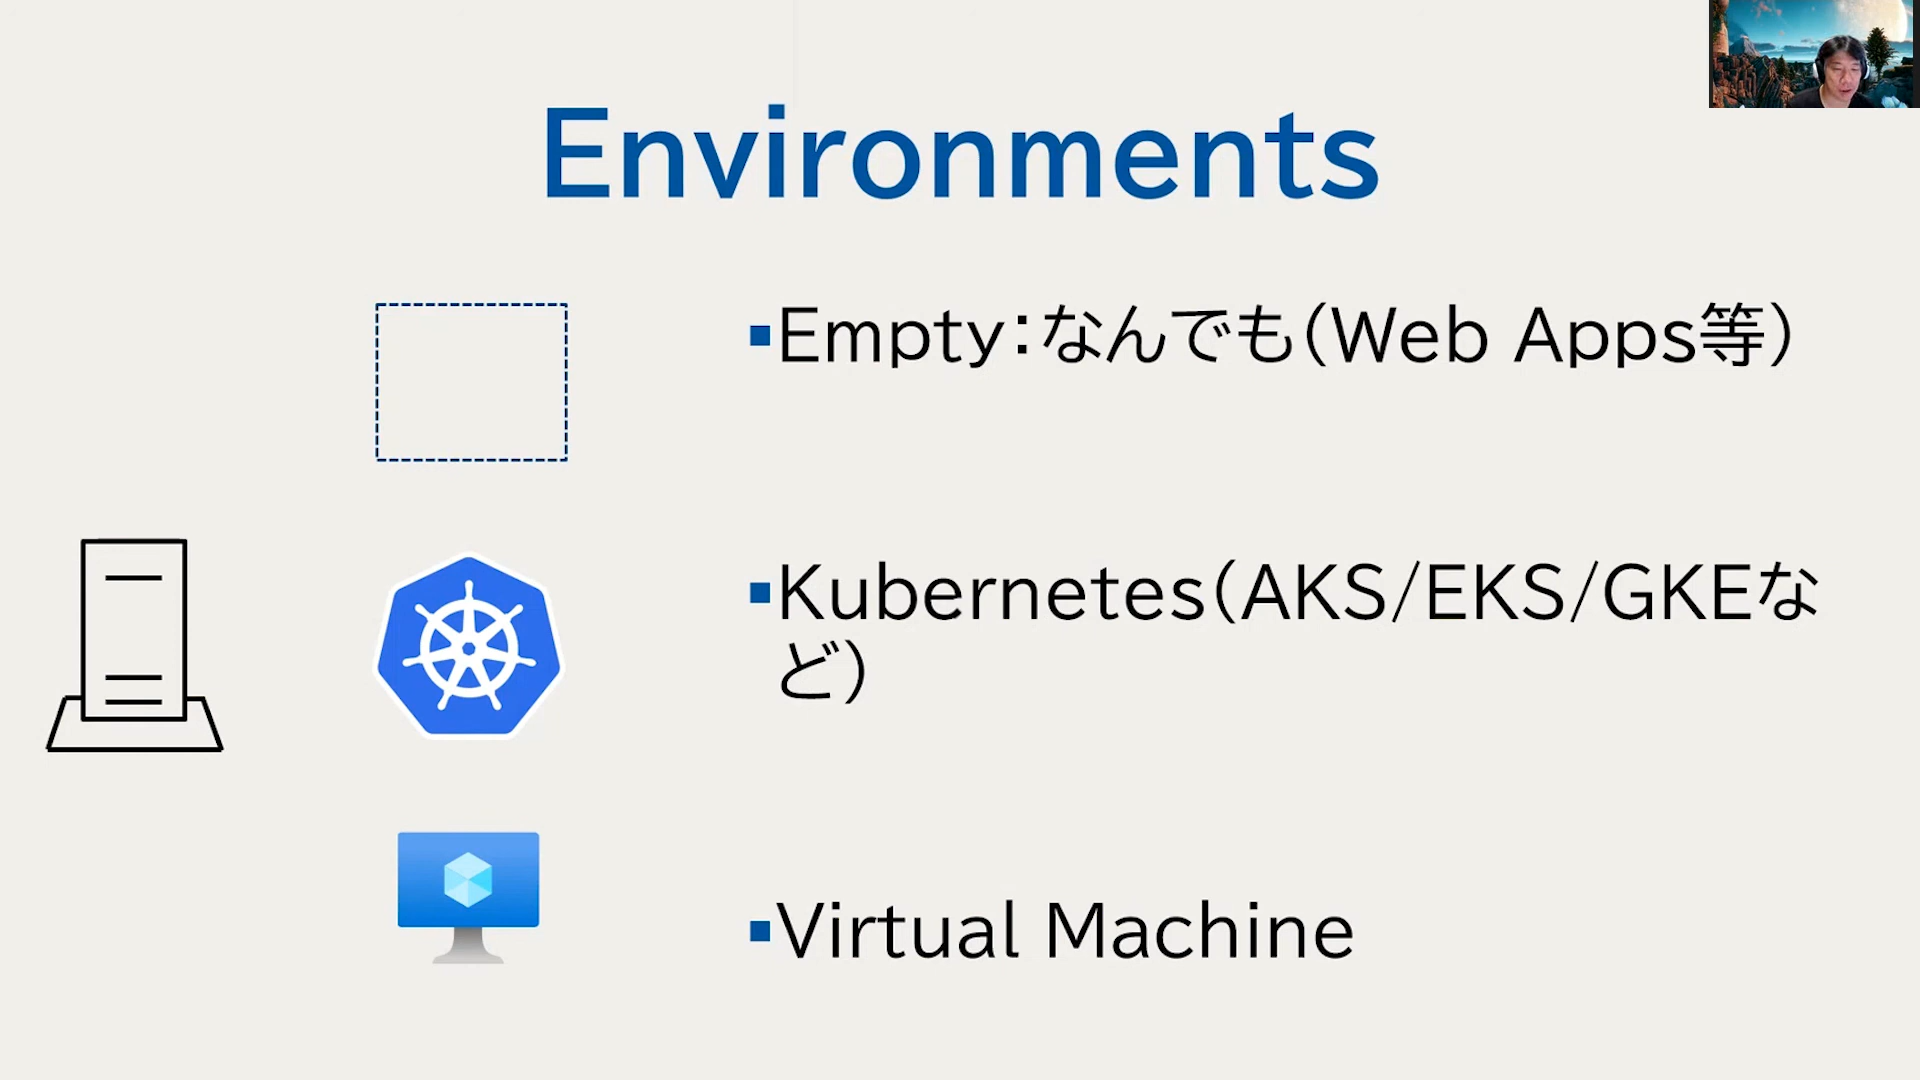 Environments
▪Empty：なんでも（Web Apps等）
▪Kubernetes（AKS/EKS/GKEな
ど）
▪Virtual Machine